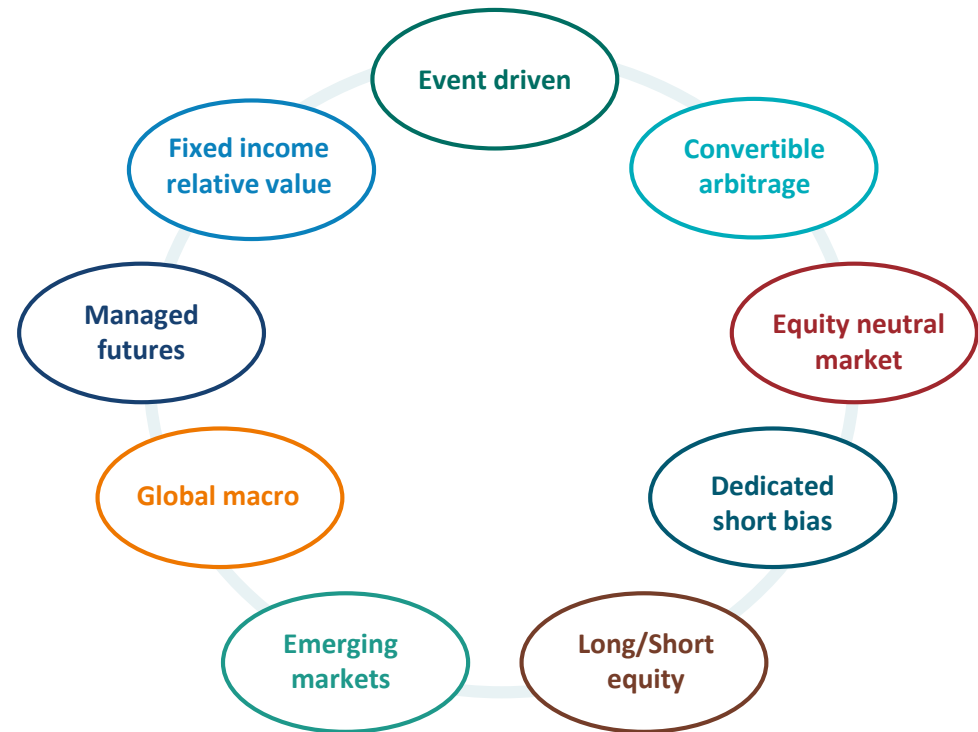 Event driven
Convertible
arbitrage
Equity neutral
market
Dedicated
short bias
Long/Short
equity
Emerging
markets
Global macro
Managed
futures
Fixed income
relative value